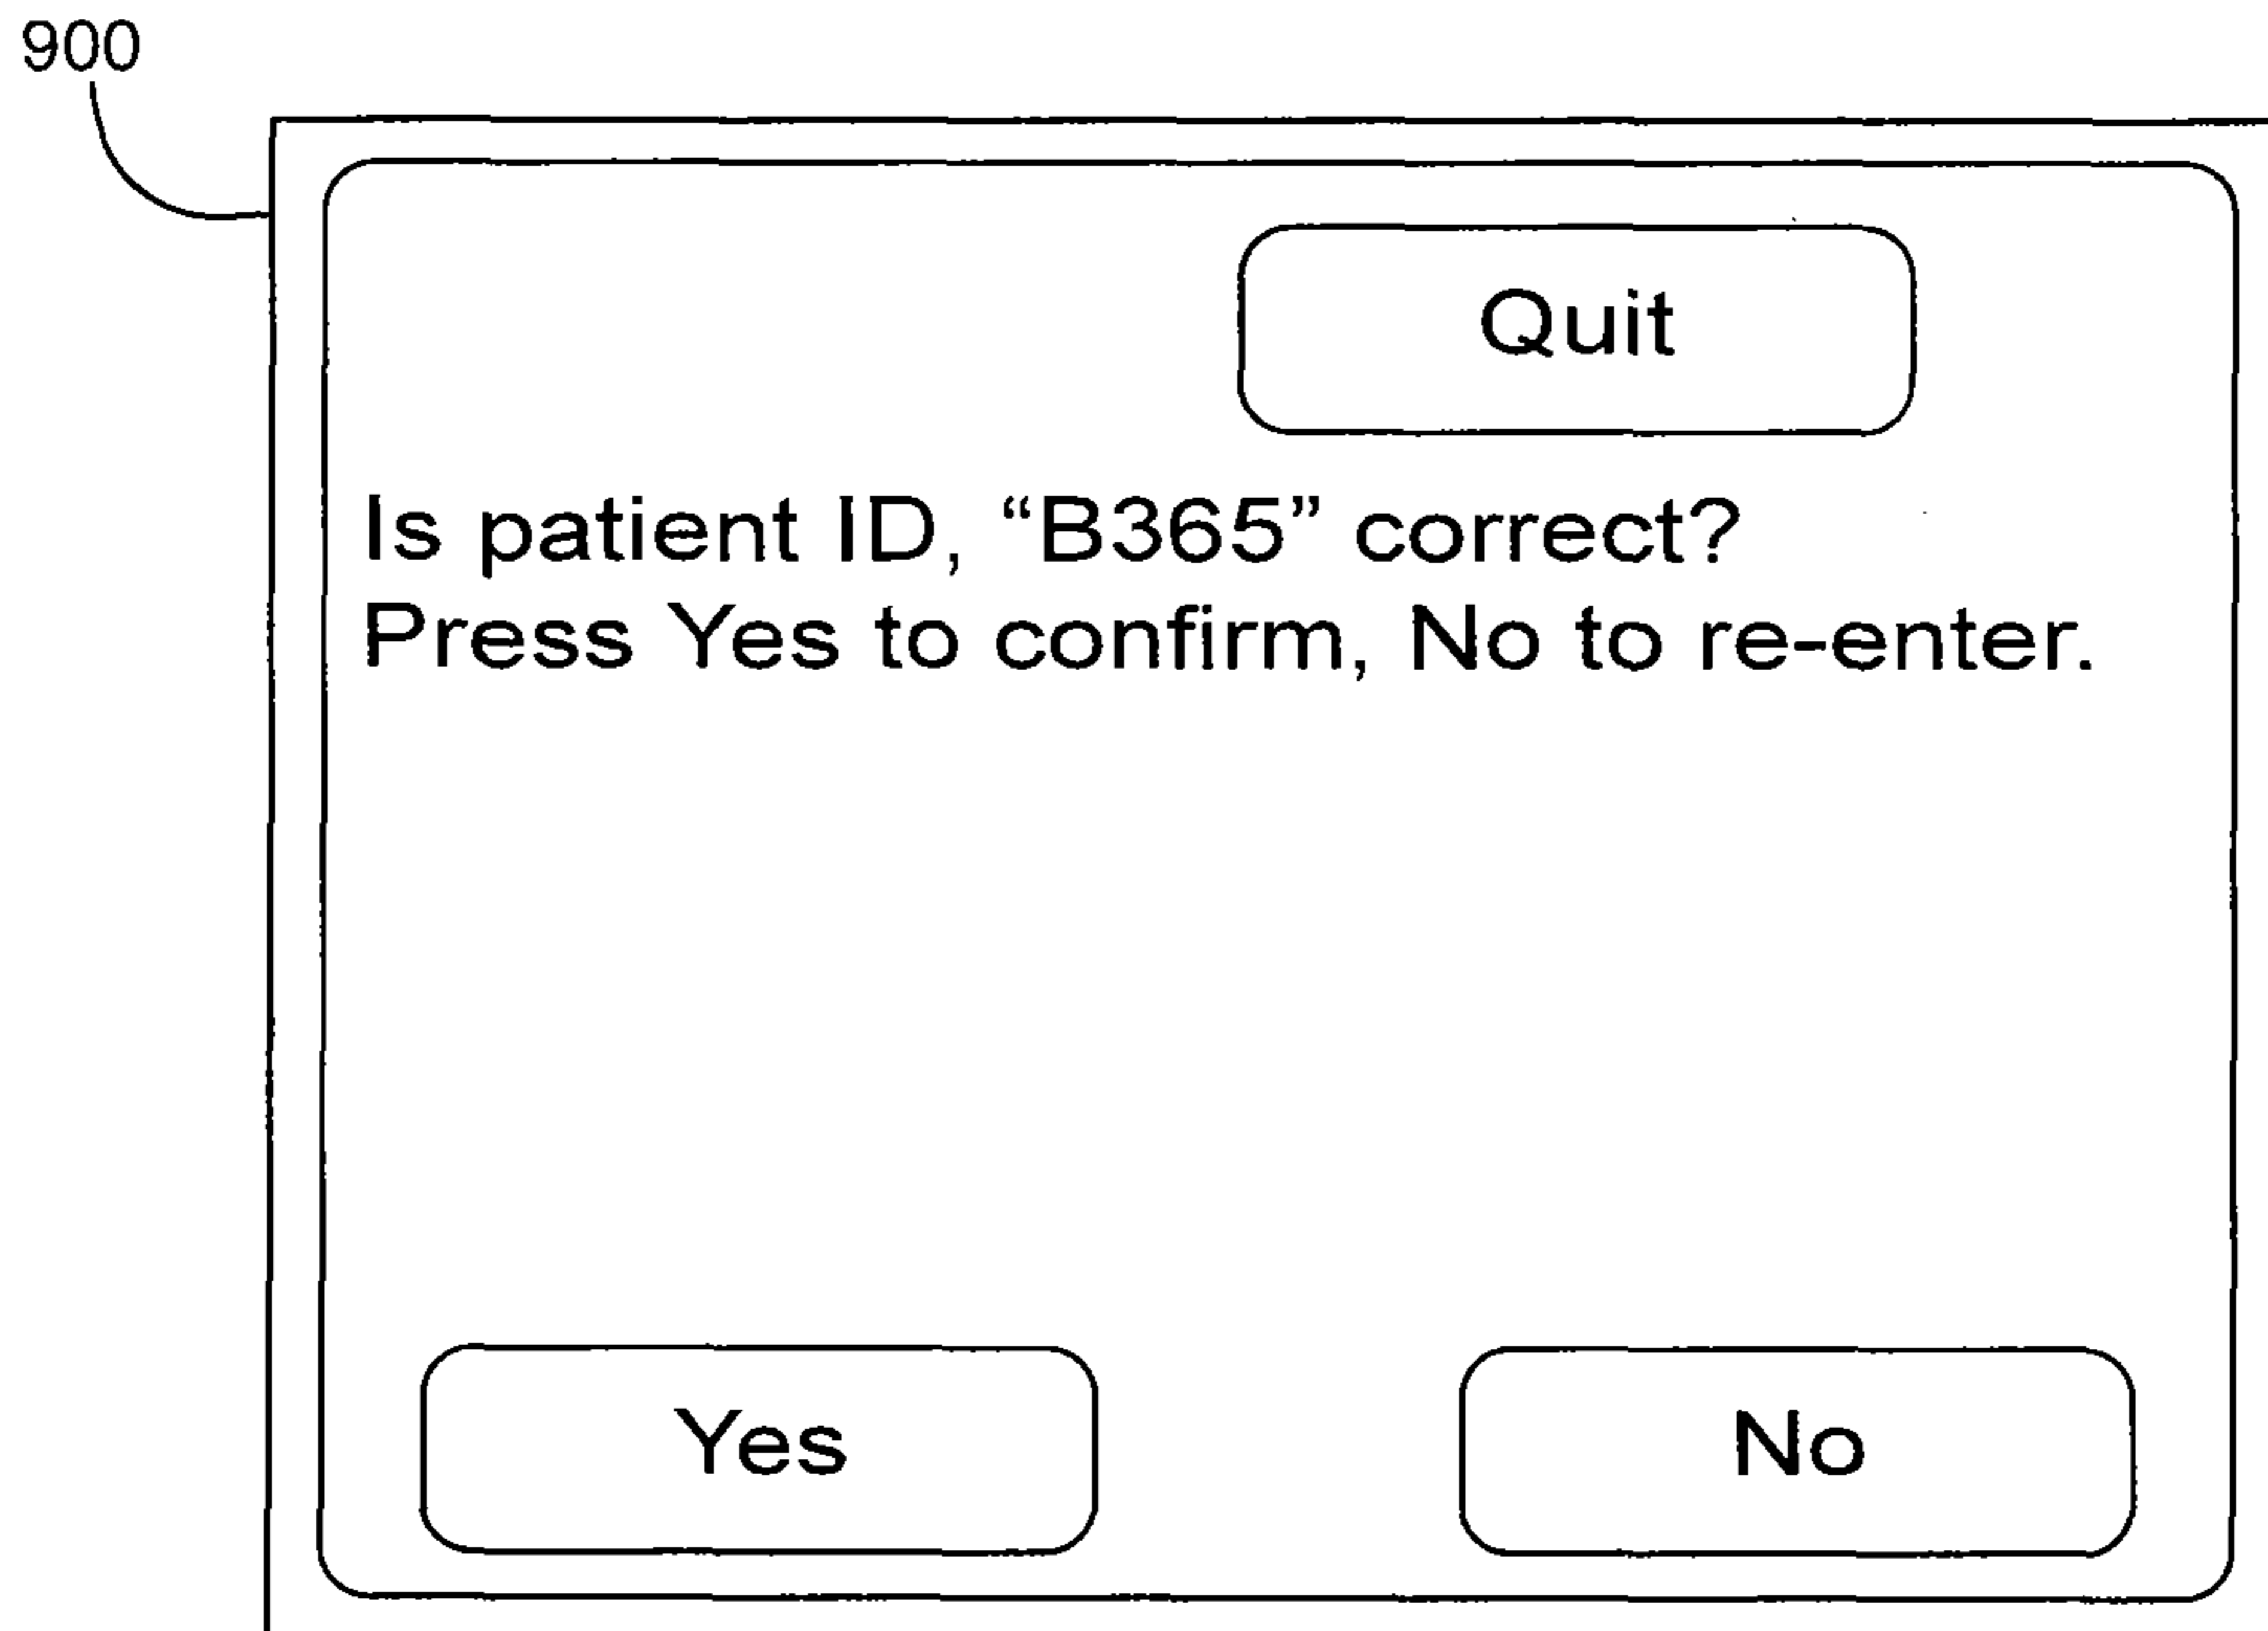 900
Quit
Is patient ID, “B365” correct?
Press Yes to confirm, No to re-enter.
Yes
No